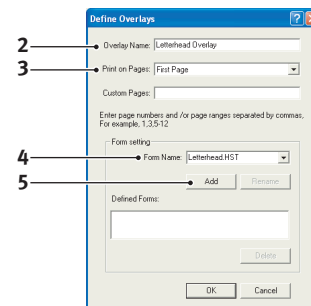 Define Overlays
2
Overlay Name: Letterhead Overlay
3
Print on Pages: First Page
Custom Pages:
Enter page numbers and /or page ranges separated by commas,
For example, 1,3,5-12
Form setting
4
Form Name: Letterhead.HST
5
Add Rename
Defined Forms:
Delete
OK Cancel